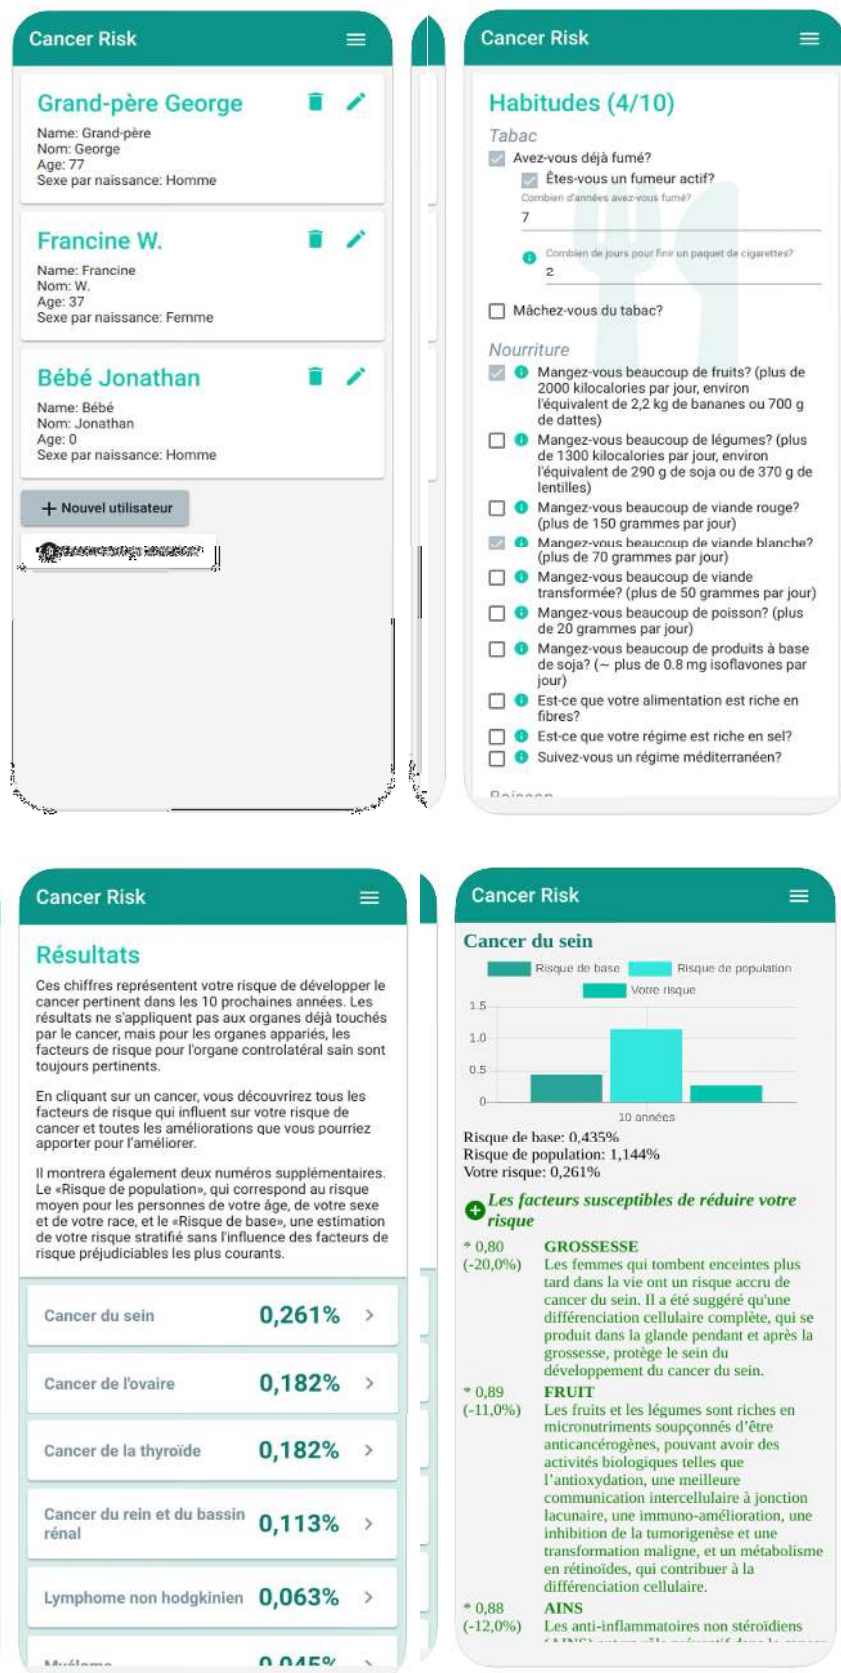 Cancer Risk
Grand-père George
Name: Grand-père
Nom: George
Age: 77
Sexe par naissance: Homme
Francine W.
Name: Francine
Nom: W.
Age: 37
Sexe par naissance: Femme
Bébé Jonathan
Name: Bébé
Nom: Jonathan
Age: 0
Sexe par naissance: Homme
+ Nouvel utilisateur
Cancer Risk
Habitudes (4/10)
Tabac
Avez-vous déjà fumé?
Êtes-vous un fumeur actif?
Combien d'années avez-vous fumé?
7
Combien de jours pour finir un paquet de cigarettes?
2
Mâchez-vous du tabac?
Nourriture
Mangez-vous beaucoup de fruits? (plus de
2000 kilocalories par jour, environ
l'équivalent de 2,2 kg de bananes ou 700 g
de dattes)
Mangez-vous beaucoup de légumes? (plus
de 1300 kilocalories par jour, environ
l'équivalent de 290 g de soja ou de 370 g de
lentilles)
Mangez-vous beaucoup de viande rouge?
(plus de 150 grammes par jour)
Mangez-vous beaucoup de viande blanche?
(plus de 70 grammes par jour)
Mangez-vous beaucoup de viande
transformée? (plus de 50 grammes par jour)
Mangez-vous beaucoup de poisson? (plus
de 20 grammes par jour)
Mangez-vous beaucoup de produits à base
de soja? (~ plus de 0.8 mg isoflavones par
jour)
Est-ce que votre alimentation est riche en
fibres?
Est-ce que votre régime est riche en sel?
Suivez-vous un régime méditerranéen?
Cancer Risk
Résultats
Ces chiffres représentent votre risque de développer le
cancer pertinent dans les 10 prochaines années. Les
résultats ne s'appliquent pas aux organes déjà touchés
par le cancer, mais pour les organes appariés, les
facteurs de risque pour l'organe controlatéral sain sont
toujours pertinents.
En cliquant sur un cancer, vous découvrirez tous les
facteurs de risque qui influent sur votre risque de
cancer et toutes les améliorations que vous pourriez
apporter pour l'améliorer.
Il montrera également deux numéros supplémentaires.
Le «Risque de population», qui correspond au risque
moyen pour les personnes de votre âge, de votre sexe
et de votre race, et le «Risque de base», une estimation
de votre risque stratifié sans l'influence des facteurs de
risque préjudiciables les plus courants.
Cancer du sein 0,261%
Cancer de l'ovaire 0,182%
Cancer de la thyroïde 0,182%
Cancer du rein et du bassin
rénal 0,113%
Lymphome non hodgkinien 0,063%
Cancer Risk
Cancer du sein
Risque de base Risque de population
Votre risque
1.5
1.0
0.5
0
10 années
Risque de base: 0,435%
Risque de population: 1,144%
Votre risque: 0,261%
Les facteurs susceptibles de réduire votre
risque
* 0,80 GROSSESSE
(-20,0%) Les femmes qui tombent enceintes plus
tard dans la vie ont un risque accru de
cancer du sein. Il a été suggéré qu'une
différenciation cellulaire complète, qui se
produit dans la glande pendant et après la
grossesse, protège le sein du
développement du cancer du sein.
* 0,89 FRUIT
(-11,0%) Les fruits et les légumes sont riches en
micronutriments soupçonnés d'être
anticancérogènes, pouvant avoir des
activités biologiques telles que
l'antioxydation, une meilleure
communication intercellulaire à jonction
lacunaire, une immuno-amélioration, une
inhibition de la tumorigenèse et une
transformation maligne, et un métabolisme
en rétinoïdes, qui contribuer à la
différenciation cellulaire.
* 0,88 AINS
(-12,0%) Les anti-inflammatoires non stéroïdiens